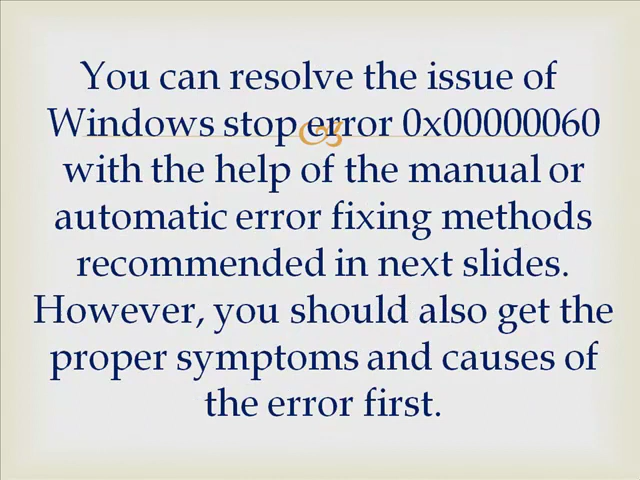 You can resolve the issue of
Windows stop error 0x00000060
with the help of the manual or
automatic error fixing methods
recommended in next slides.
However, you should also get the
proper symptoms and causes of
the error first.